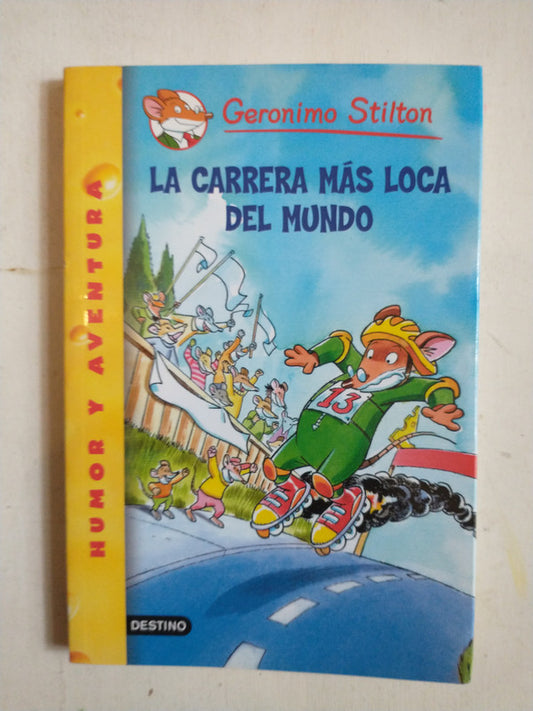 Geronimo Stilton
LA CARRERA MÁS LOCA
DEL MUNDO
HUMOR Y AVENTURA
13
DESTINO